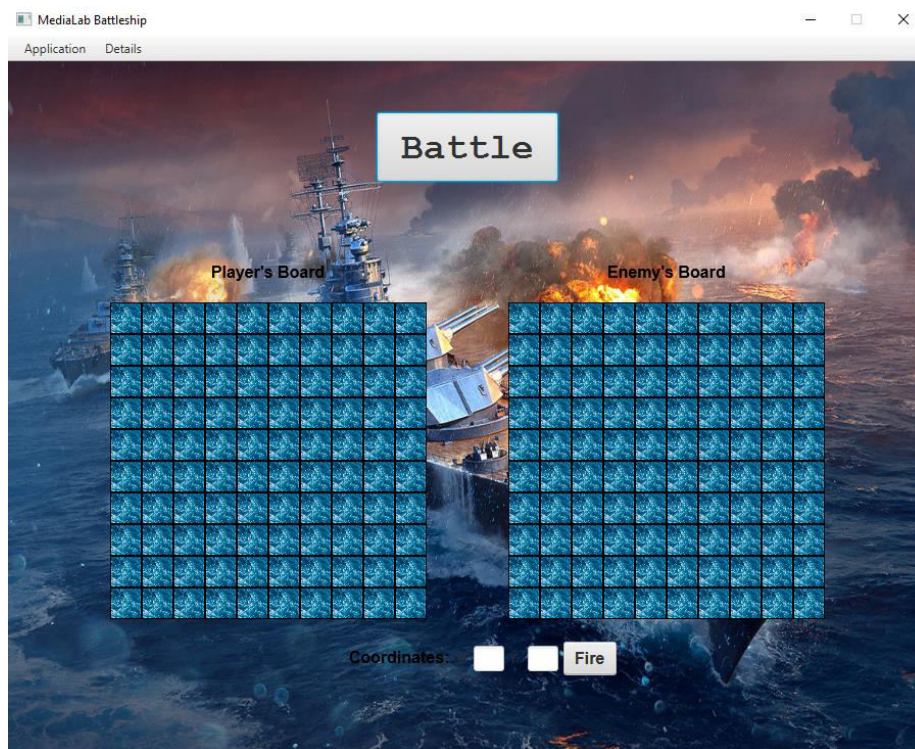 MediaLab Battleship
Application Details
Battle
Player's Board Enemy's Board
Coordinates: Fire